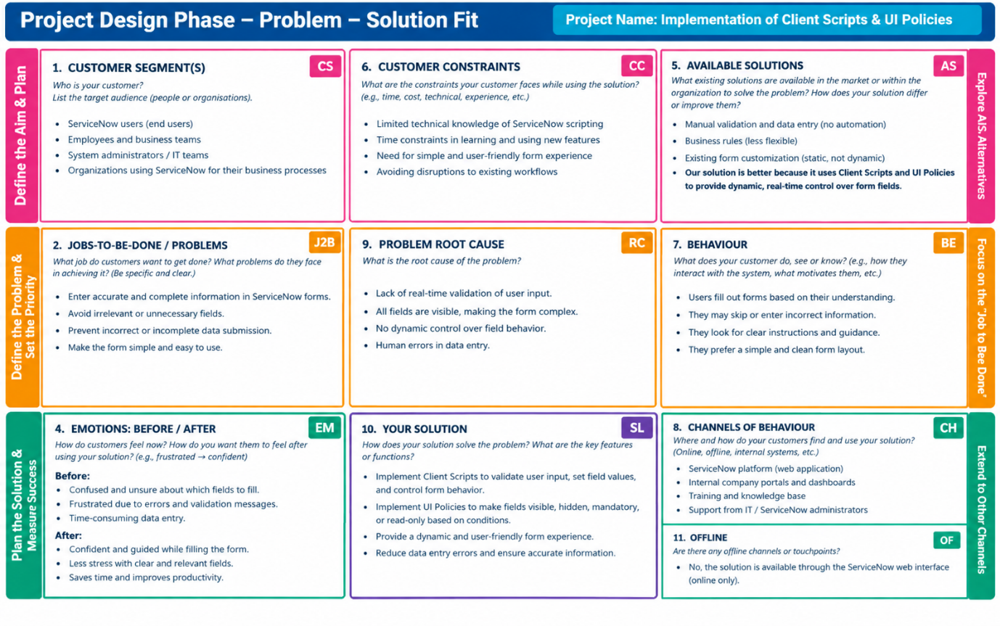 Project Design Phase – Problem – Solution Fit
Project Name: Implementation of Client Scripts & UI Policies
Define the Aim & Plan
1. CUSTOMER SEGMENT(S)
CS
Who is your customer?
List the target audience (people or organisations).
• ServiceNow users (end users)
• Employees and business teams
• System administrators / IT teams
• Organizations using ServiceNow for their business processes
6. CUSTOMER CONSTRAINTS
CC
What are the constraints your customer faces while using the solution?
(e.g., time, cost, technical, experience, etc.)
• Limited technical knowledge of ServiceNow scripting
• Time constraints in learning and using new features
• Need for simple and user-friendly form experience
• Avoiding disruptions to existing workflows
5. AVAILABLE SOLUTIONS
AS
What existing solutions are available in the market or within the
organization to solve the problem? How does your solution differ
or improve them?
• Manual validation and data entry (no automation)
• Business rules (less flexible)
• Existing form customization (static, not dynamic)
• Our solution is better because it uses Client Scripts and UI Policies
to provide dynamic, real-time control over form fields.
Explore AIS, Alternatives
Define the Problem &
Set the Priority
2. JOBS-TO-BE-DONE / PROBLEMS
J2B
What job do customers want to get done? What problems do they face
in achieving it? (Be specific and clear.)
• Enter accurate and complete information in ServiceNow forms.
• Avoid irrelevant or unnecessary fields.
• Prevent incorrect or incomplete data submission.
• Make the form simple and easy to use.
9. PROBLEM ROOT CAUSE
RC
What is the root cause of the problem?
• Lack of real-time validation of user input.
• All fields are visible, making the form complex.
• No dynamic control over field behavior.
• Human errors in data entry.
7. BEHAVIOUR
BE
What does your customer do, see or know? (e.g., how they
interact with the system, what motivates them, etc.)
• Users fill out forms based on their understanding.
• They may skip or enter incorrect information.
• They look for clear instructions and guidance.
• They prefer a simple and clean form layout.
Focus on the "Job to Bee Done"
Plan the Solution &
Measure Success
4. EMOTIONS: BEFORE / AFTER
EM
How do customers feel now? How do you want them to feel after
using your solution? (e.g., frustrated → confident)
Before:
• Confused and unsure about which fields to fill.
• Frustrated due to errors and validation messages.
• Time-consuming data entry.
After:
• Confident and guided while filling the form.
• Less stress with clear and relevant fields.
• Saves time and improves productivity.
10. YOUR SOLUTION
SL
How does your solution solve the problem? What are the key features
or functions?
• Implement Client Scripts to validate user input, set field values,
and control form behavior.
• Implement UI Policies to make fields visible, hidden, mandatory,
or read-only based on conditions.
• Provide a dynamic and user-friendly form experience.
• Reduce data entry errors and ensure accurate information.
8. CHANNELS OF BEHAVIOUR
CH
Where and how do your customers find and use your solution?
(Online, offline, internal systems, etc.)
• ServiceNow platform (web application)
• Internal company portals and dashboards
• Training and knowledge base
• Support from IT / ServiceNow administrators
11. OFFLINE
OF
Are there any offline channels or touchpoints?
• No, the solution is available through the ServiceNow web interface
(online only).
Extend to Other Channels